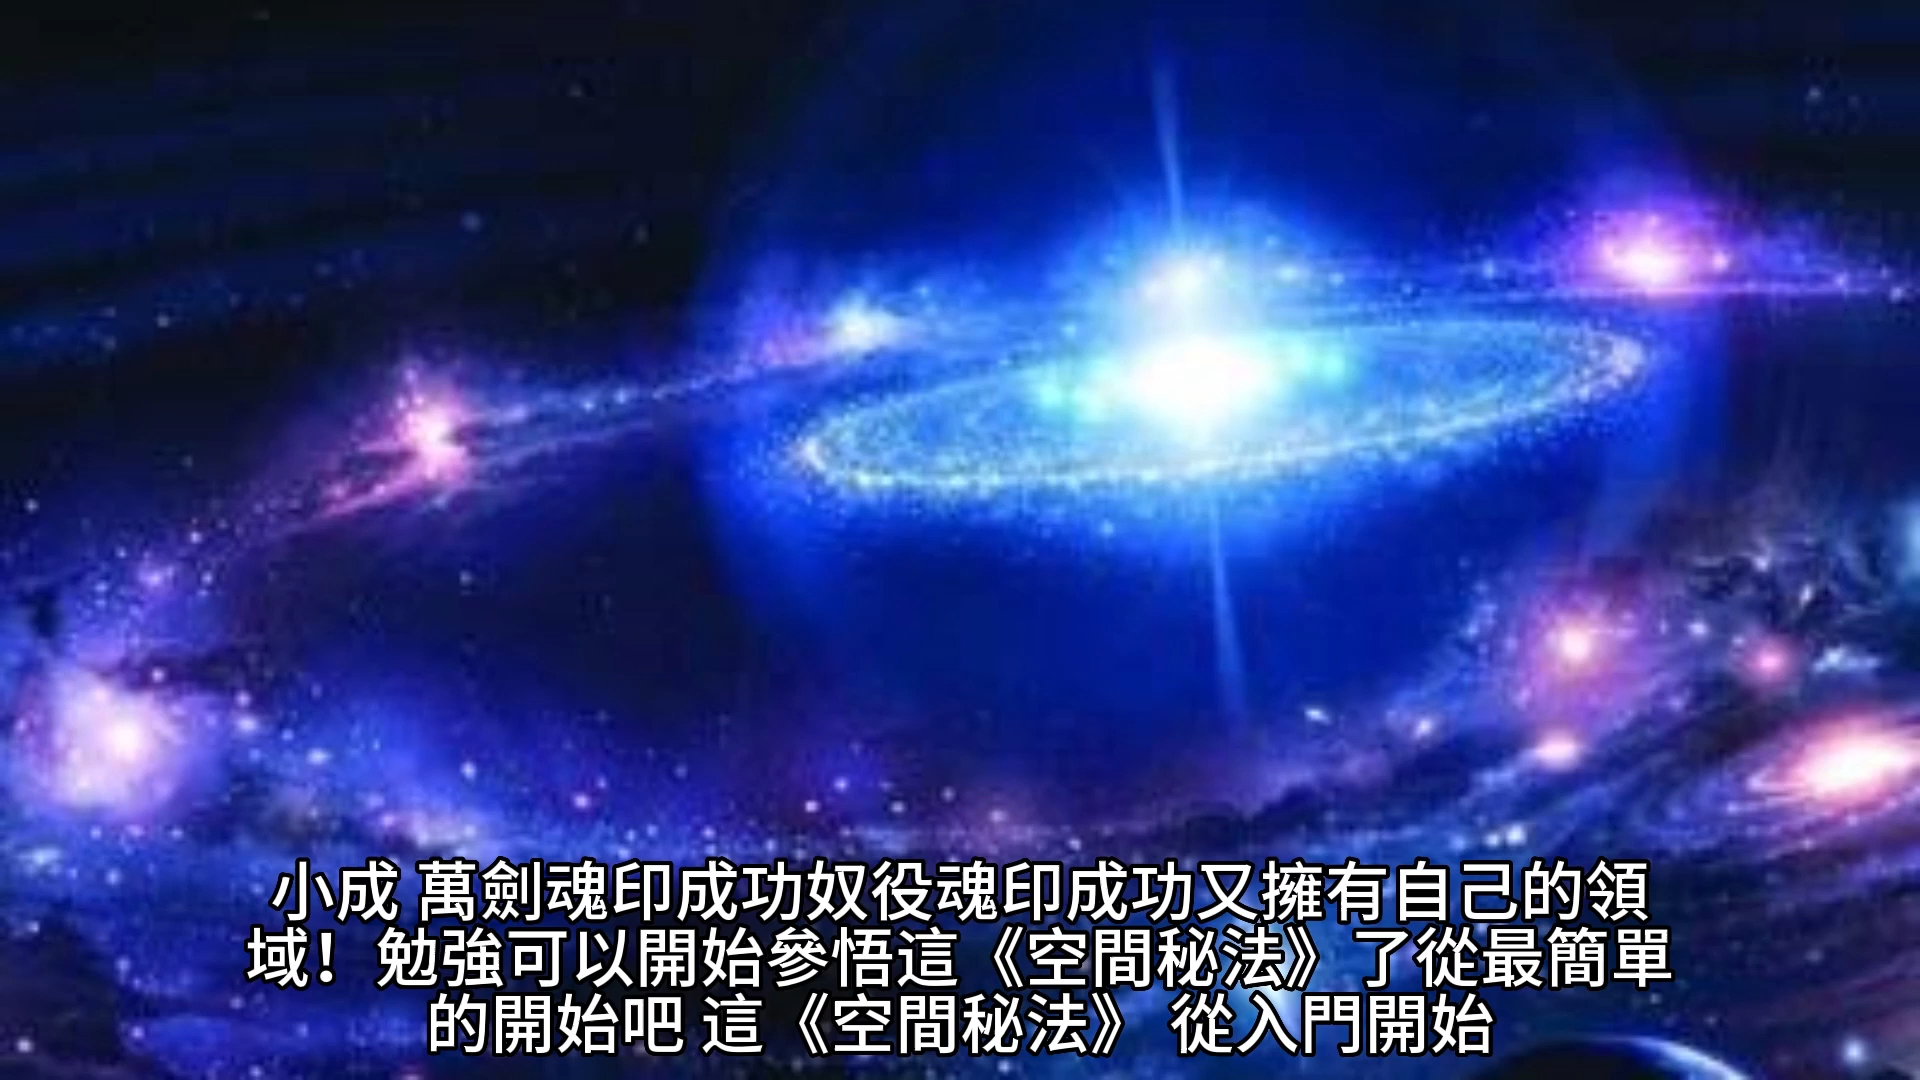 小成 萬劍魂印成功奴役魂印成功又擁有自己的領
域！勉強可以開始參悟這《空間秘法》了從最簡單
的開始吧 這《空間秘法》 從入門開始